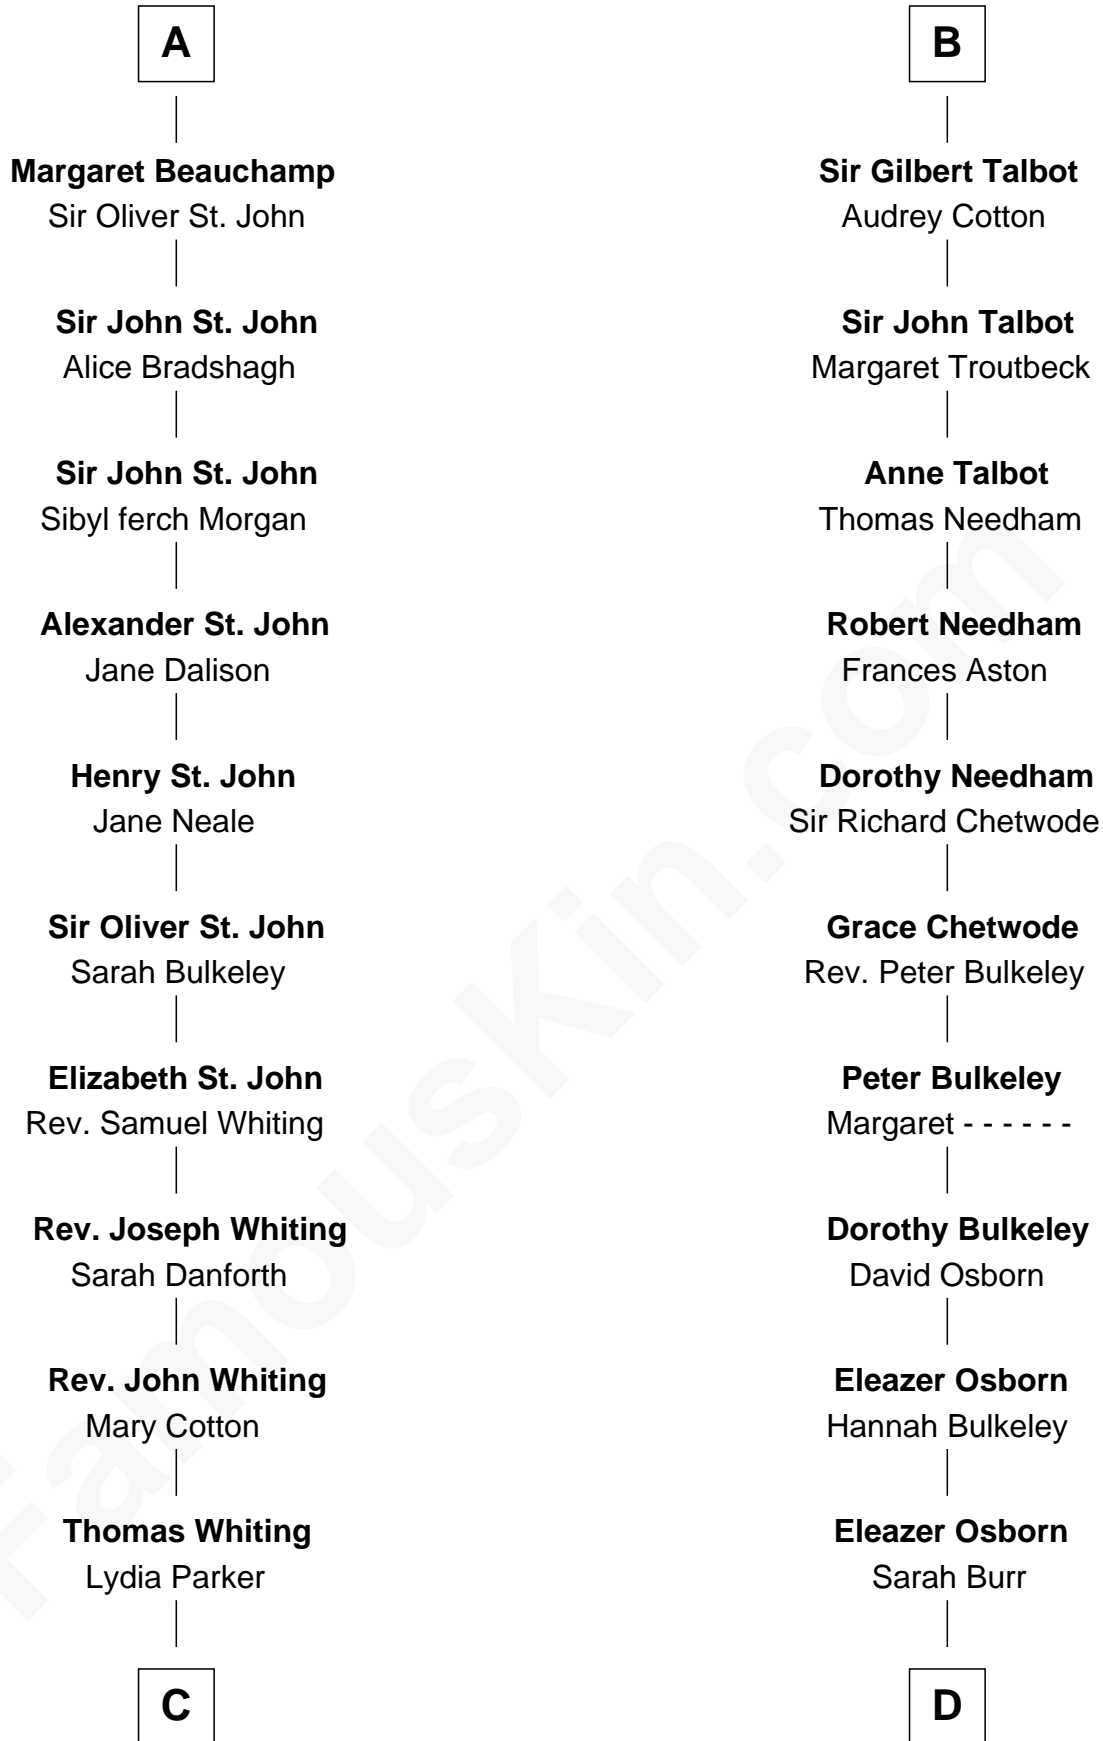 A
Margaret Beauchamp
Sir Oliver St. John
Sir John St. John
Alice Bradshagh
Sir John St. John
Sibyl ferch Morgan
Alexander St. John
Jane Dalison
Henry St. John
Jane Neale
Sir Oliver St. John
Sarah Bulkeley
Elizabeth St. John
Rev. Samuel Whiting
Rev. Joseph Whiting
Sarah Danforth
Rev. John Whiting
Mary Cotton
Thomas Whiting
Lydia Parker
C
B
Sir Gilbert Talbot
Audrey Cotton
Sir John Talbot
Margaret Troutbeck
Anne Talbot
Thomas Needham
Robert Needham
Frances Aston
Dorothy Needham
Sir Richard Chetwode
Grace Chetwode
Rev. Peter Bulkeley
Peter Bulkeley
Margaret - - - - - -
Dorothy Bulkeley
David Osborn
Eleazer Osborn
Hannah Bulkeley
Eleazer Osborn
Sarah Burr
D
FamousKin.com